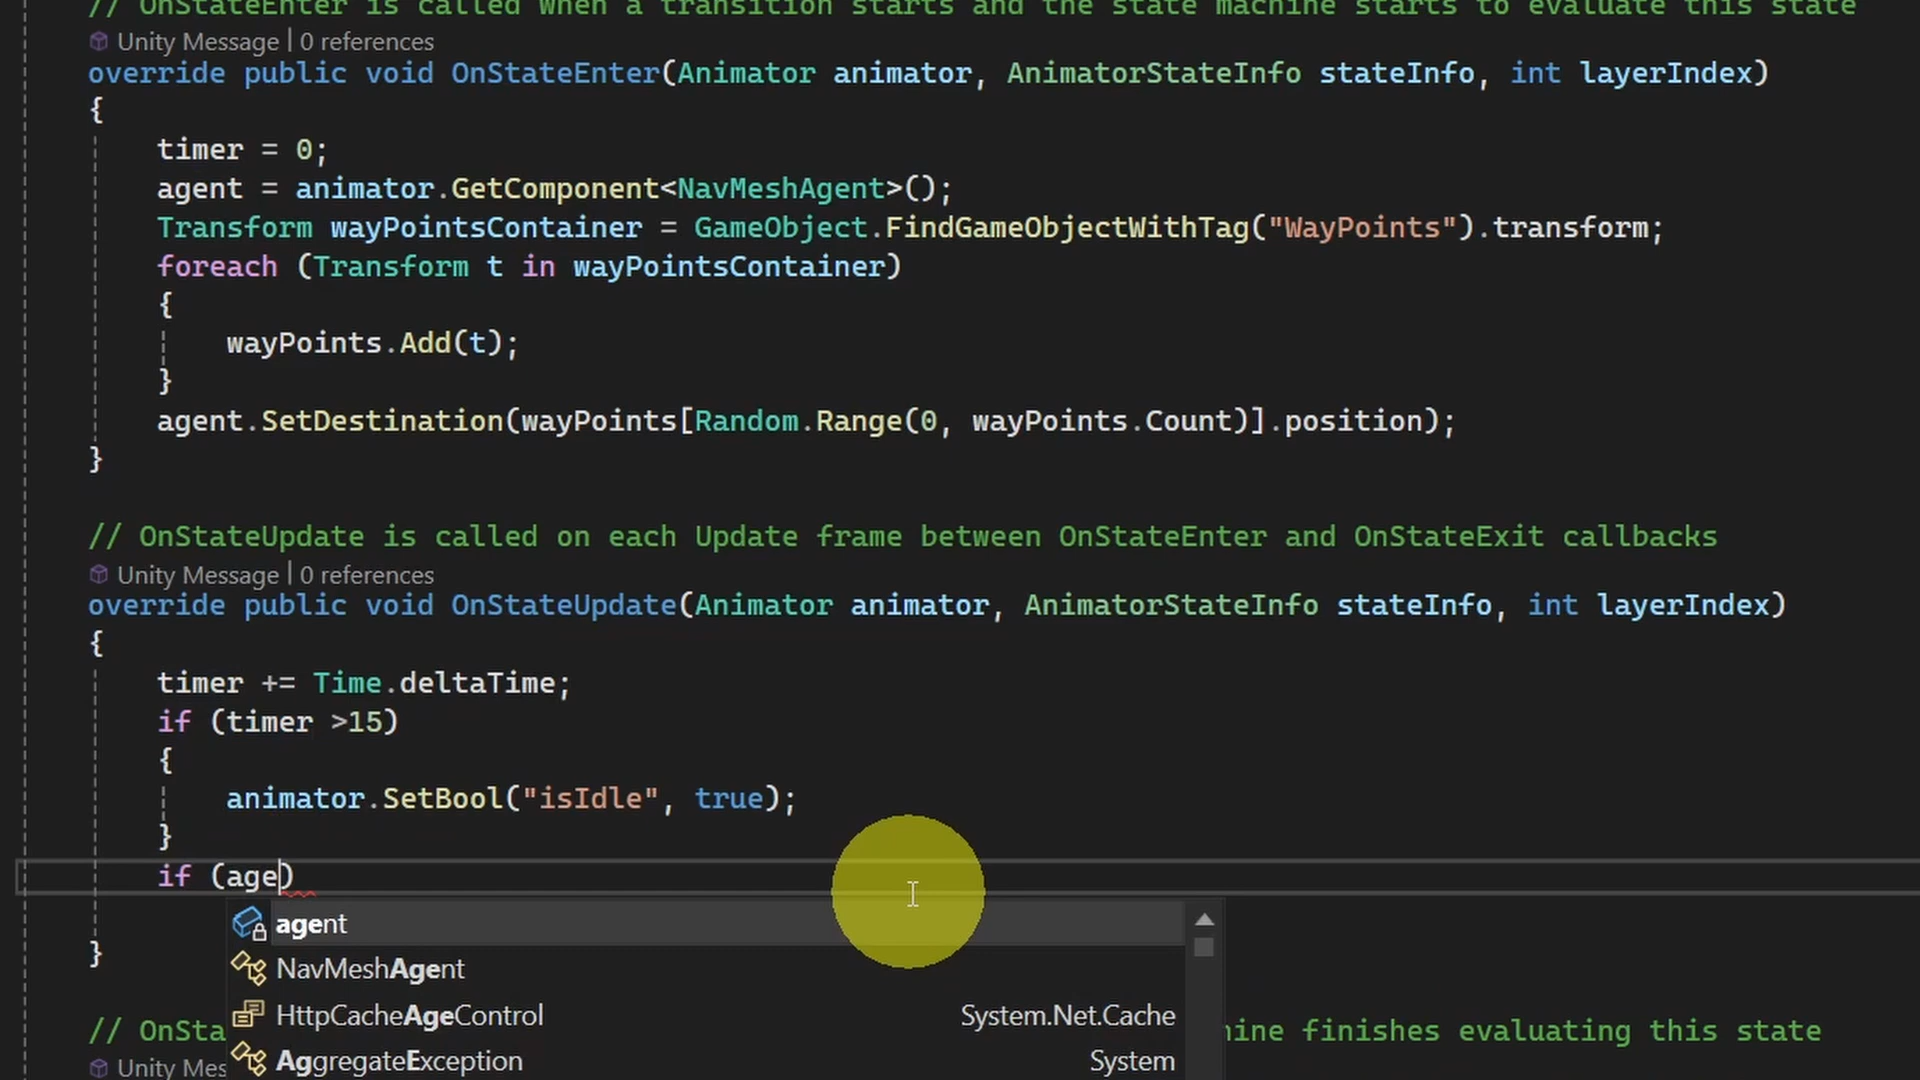 // OnStateEnter is called when a transition starts and the state machine starts to evaluate this state
Unity Message | 0 references
override public void OnStateEnter(Animator animator, AnimatorStateInfo stateInfo, int layerIndex)
{
timer = 0;
agent = animator.GetComponent<NavMeshAgent>();
Transform wayPointsContainer = GameObject.FindGameObjectWithTag("WayPoints").transform;
foreach (Transform t in wayPointsContainer)
{
wayPoints.Add(t);
}
agent.SetDestination(wayPoints[Random.Range(0, wayPoints.Count)].position);
}
// OnStateUpdate is called on each Update frame between OnStateEnter and OnStateExit callbacks
Unity Message | 0 references
override public void OnStateUpdate(Animator animator, AnimatorStateInfo stateInfo, int layerIndex)
{
timer += Time.deltaTime;
if (timer >15)
{
animator.SetBool("isIdle", true);
}
if (age)
agent
}
NavMeshAgent
HttpCacheAgeControl System.Net.Cache
// OnSta ine finishes evaluating this state
AggregateException System
Unity Mes